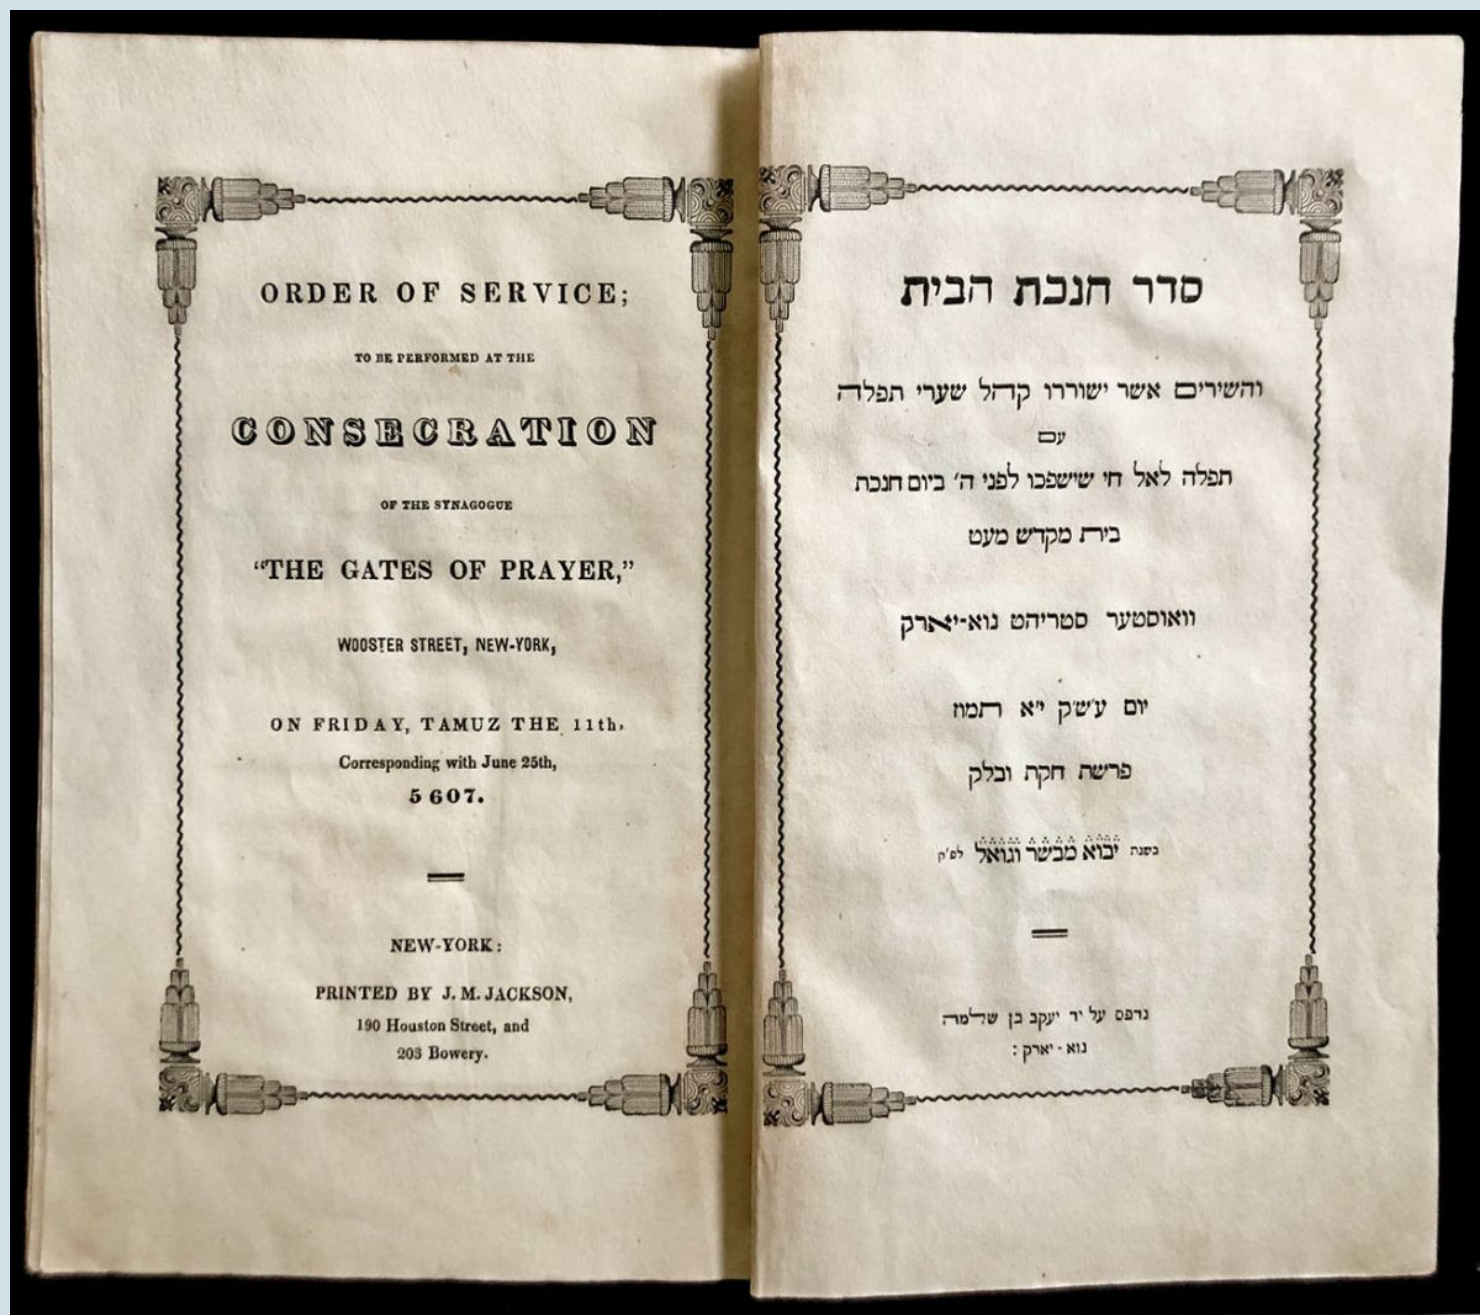 ORDER OF SERVICE;
TO BE PERFORMED AT THE
CONSECRATION
OF THE SYNAGOGUE
"THE GATES OF PRAYER,"
WOOSTER STREET, NEW-YORK,
ON FRIDAY, TAMUZ THE 11th,
Corresponding with June 25th,
5607.
NEW-YORK:
PRINTED BY J. M. JACKSON,
190 Houston Street, and
203 Bowery.
סדר חנכת הבית
והשירים אשר ישוררו קהל שערי תפלה
עם
תפלה לאל חי שישפכו לפני ה' ביום חנכת
בית מקדש מעט
וואוסטער סטריהט נוא-יארק
יום עש"ק י"א תמוז
פרשת חקת ובלק
בשנת יבוא מבשר וגואל לפ"ק
נדפס על יד יעקב בן שלמה
נוא-יארק: